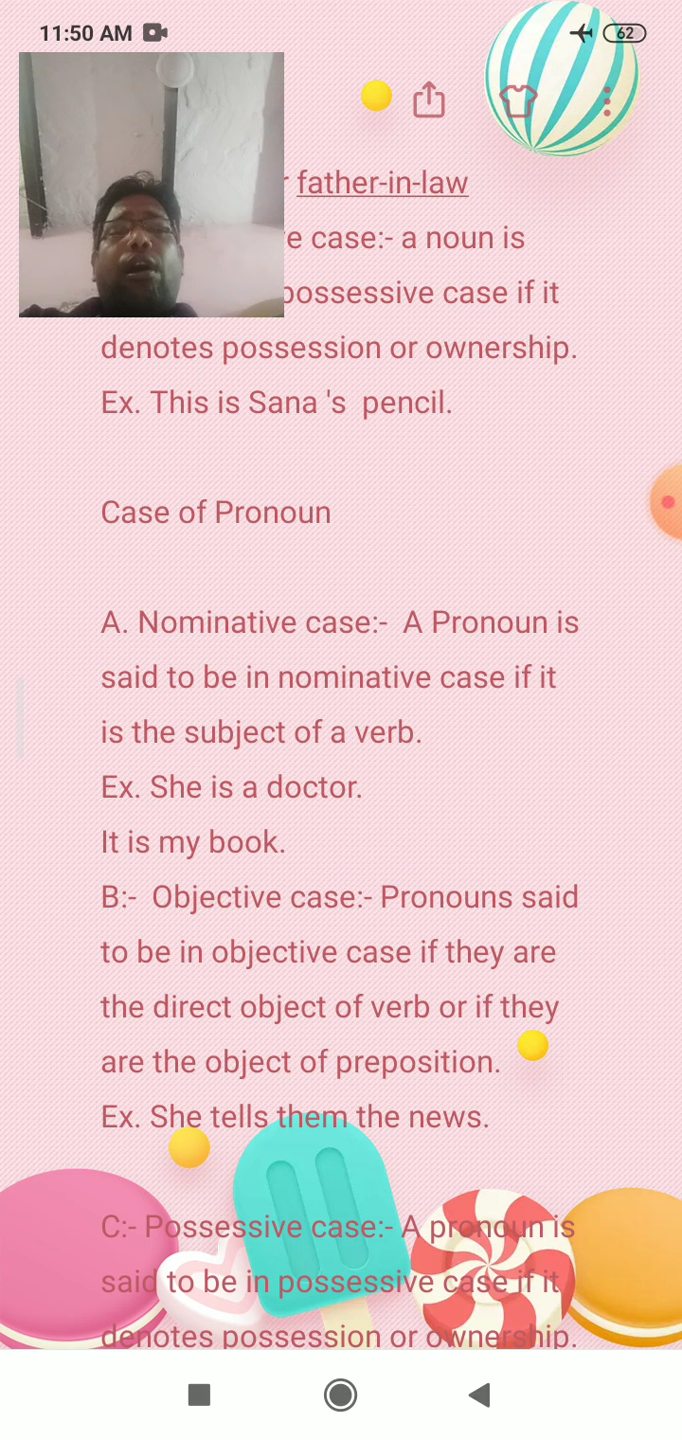 11:50 AM
62
father-in-law
case:- a noun is
possessive case if it
denotes possession or ownership.
Ex. This is Sana 's  pencil.
Case of Pronoun
A. Nominative case:-  A Pronoun is
said to be in nominative case if it
is the subject of a verb.
Ex. She is a doctor.
It is my book.
B:-  Objective case:- Pronouns said
to be in objective case if they are
the direct object of verb or if they
are the object of preposition.
Ex. She tells them the news.
C:- Possessive case:- A pronoun is
said to be in possessive case if it
denotes possession or ownership.